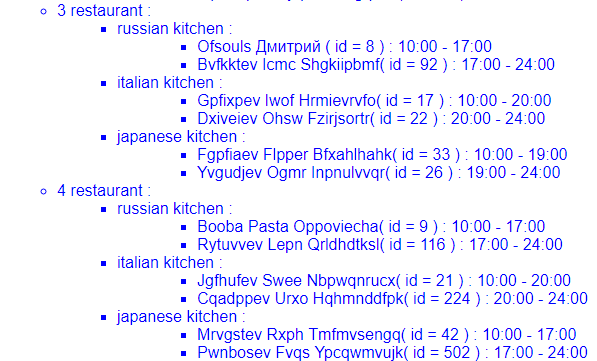 3 restaurant :
russian kitchen :
Ofsouls Дмитрий ( id = 8 ) : 10:00 - 17:00
Bvfkktev Icmc Shgkiipbmf( id = 92 ) : 17:00 - 24:00
italian kitchen :
Gpfixpev Iwof Hrmievrvfo( id = 17 ) : 10:00 - 20:00
Dxiveiev Ohsw Fzirjsortr( id = 22 ) : 20:00 - 24:00
japanese kitchen :
Fgpfiaev Flpper Bfxahlhahk( id = 33 ) : 10:00 - 19:00
Yvgudjev Ogmr Inpnulvvqr( id = 26 ) : 19:00 - 24:00
4 restaurant :
russian kitchen :
Booba Pasta Oppoviecha( id = 9 ) : 10:00 - 17:00
Rytuvvev Lepn Qrldhdtksl( id = 116 ) : 17:00 - 24:00
italian kitchen :
Jgfhufev Swee Nbpwqnrucx( id = 21 ) : 10:00 - 20:00
Cqadppev Urxo Hqhmnddfpk( id = 224 ) : 20:00 - 24:00
japanese kitchen :
Mrvgstev Rxph Tmfmvsengq( id = 42 ) : 10:00 - 17:00
Pwnbosev Fvqs Ypcqwmvujk( id = 502 ) : 17:00 - 24:00